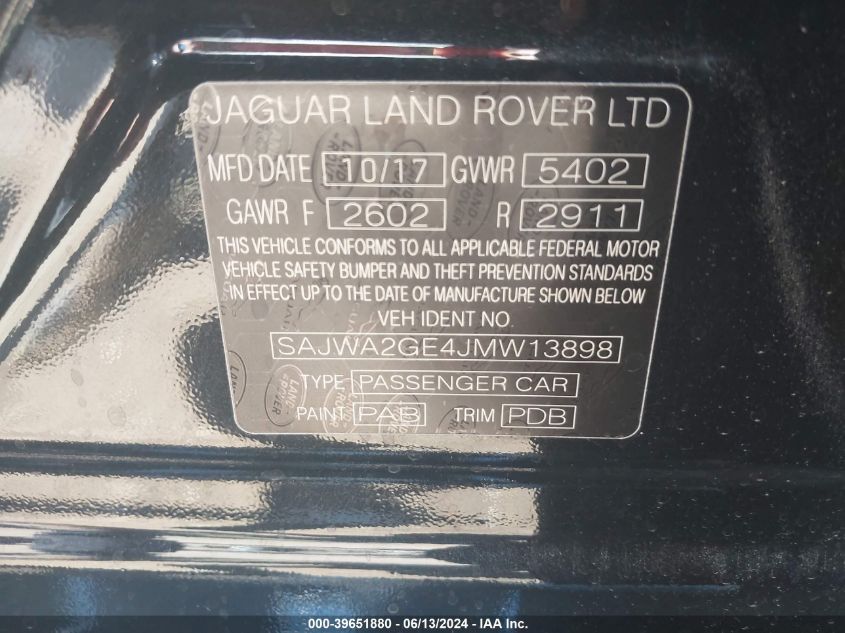 JAGUAR LAND ROVER LTD
MFD DATE 10/17 GVWR 5402
GAWR F 2602 R 2911
THIS VEHICLE CONFORMS TO ALL APPLICABLE FEDERAL MOTOR
VEHICLE SAFETY BUMPER AND THEFT PREVENTION STANDARDS
IN EFFECT UP TO THE DATE OF MANUFACTURE SHOWN BELOW
VEH IDENT NO.
SAJWA2GE4JMW13898
TYPE PASSENGER CAR
PAINT PAB TRIM PDB
000-39651880 - 06/13/2024 - IAA Inc.